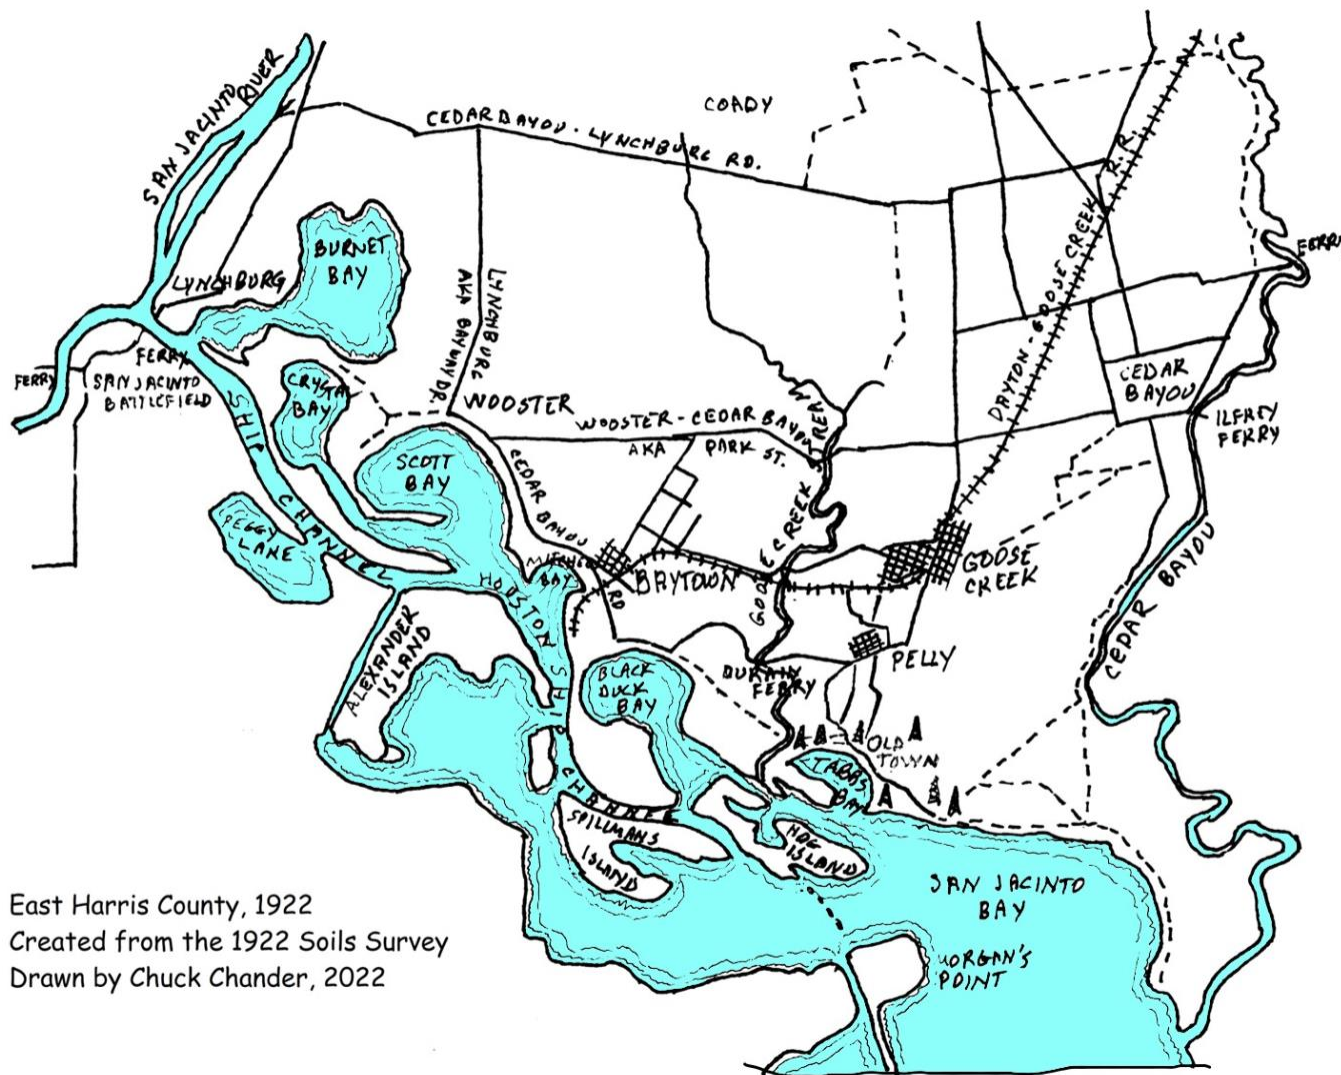 SAN JACINTO
RIVER
CEDAR BAYOU - LYNCHBURG RD.
COADY
DAYTON - GOOSE CREEK R.R.
BURNET
BAY
LYNCHBURG
LYNCHBURG
AKA BAYWAY DR.
FERRY
FERRY
FERRY
SAN JACINTO
BATTLEFIELD
SHIP CHANNEL
CRYSTAL
BAY
WOOSTER
WOOSTER - CEDAR BAYOU
AKA PARK ST.
CEDAR
BAYOU
ILFREY
FERRY
SCOTT
BAY
CEDAR BAYOU
RD
PEGGY
LAKE
MITCHELL
BAY
BAYTOWN
GOOSE CREEK STREAM
GOOSE
CREEK
CEDAR BAYOU
HOUSTON SHIP CHANNEL
ALEXANDER
ISLAND
BLACK
DUCK
BAY
DURAIN
FERRY
PELLY
OLD
TOWN
TABBS
BAY
SPILLMANS
ISLAND
HOG
ISLAND
SAN JACINTO
BAY
MORGAN'S
POINT
East Harris County, 1922
Created from the 1922 Soils Survey
Drawn by Chuck Chander, 2022